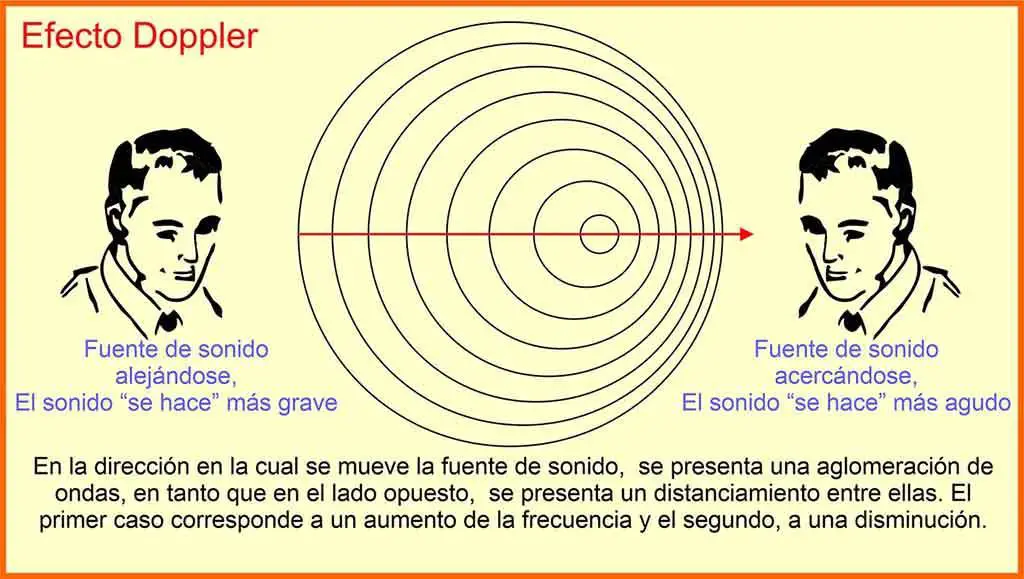 Efecto Doppler
Fuente de sonido
alejándose,
El sonido “se hace” más grave
Fuente de sonido
acercándose,
El sonido “se hace” más agudo
En la dirección en la cual se mueve la fuente de sonido,  se presenta una aglomeración de
ondas, en tanto que en el lado opuesto,  se presenta un distanciamiento entre ellas. El
primer caso corresponde a un aumento de la frecuencia y el segundo, a una disminución.